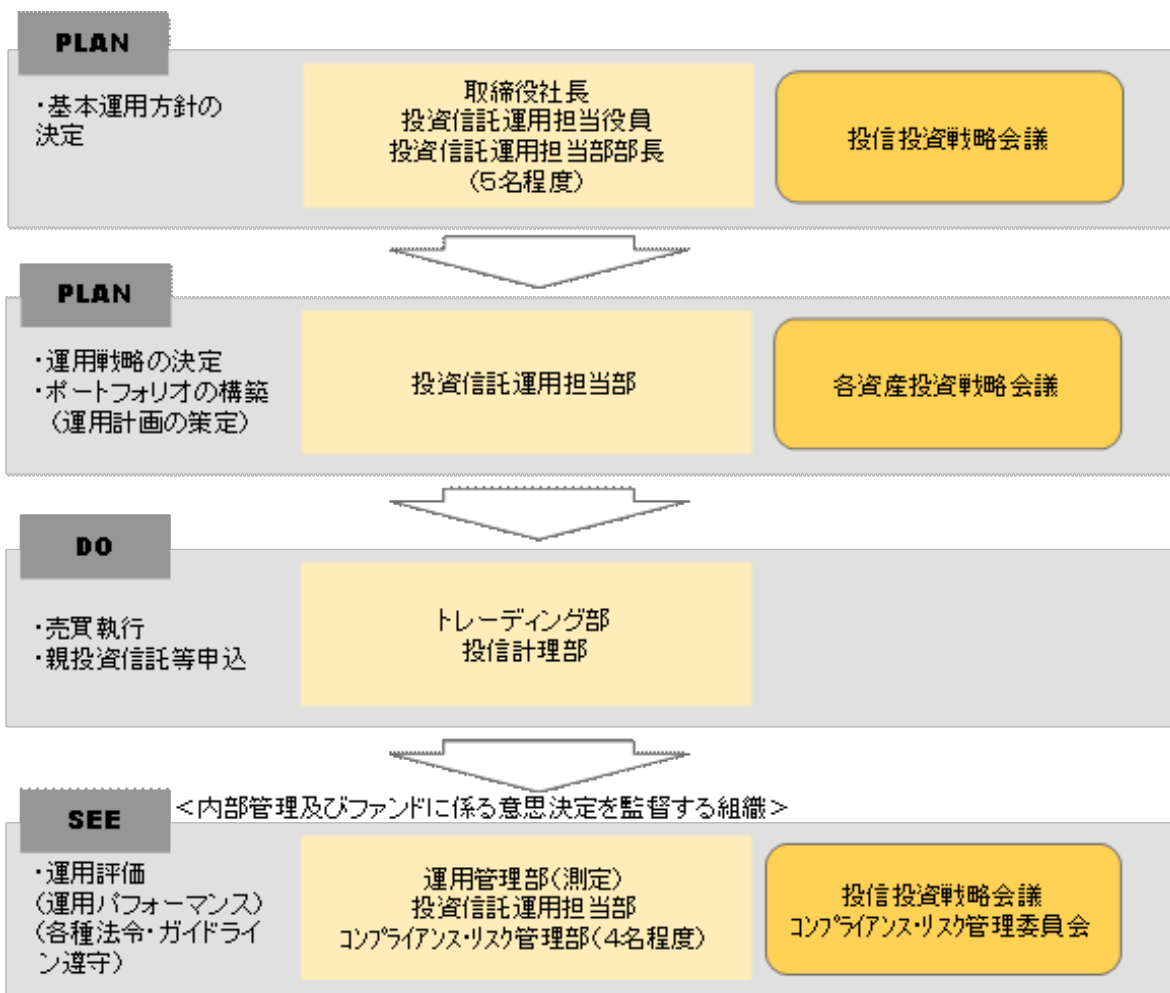 PLAN
・基本運用方針の
決定
取締役社長
投資信託運用担当役員
投資信託運用担当部部長
(5名程度)
投信投資戦略会議
PLAN
・運用戦略の決定
・ポートフォリオの構築
(運用計画の策定)
投資信託運用担当部
各資産投資戦略会議
DO
・売買執行
・親投資信託等申込
トレーディング部
投信計理部
SEE
<内部管理及びファンドに係る意思決定を監督する組織>
・運用評価
(運用パフォーマンス)
(各種法令・ガイドライ
ン遵守)
運用管理部(測定)
投資信託運用担当部
コンプライアンス・リスク管理部(4名程度)
投信投資戦略会議
コンプライアンス・リスク管理委員会